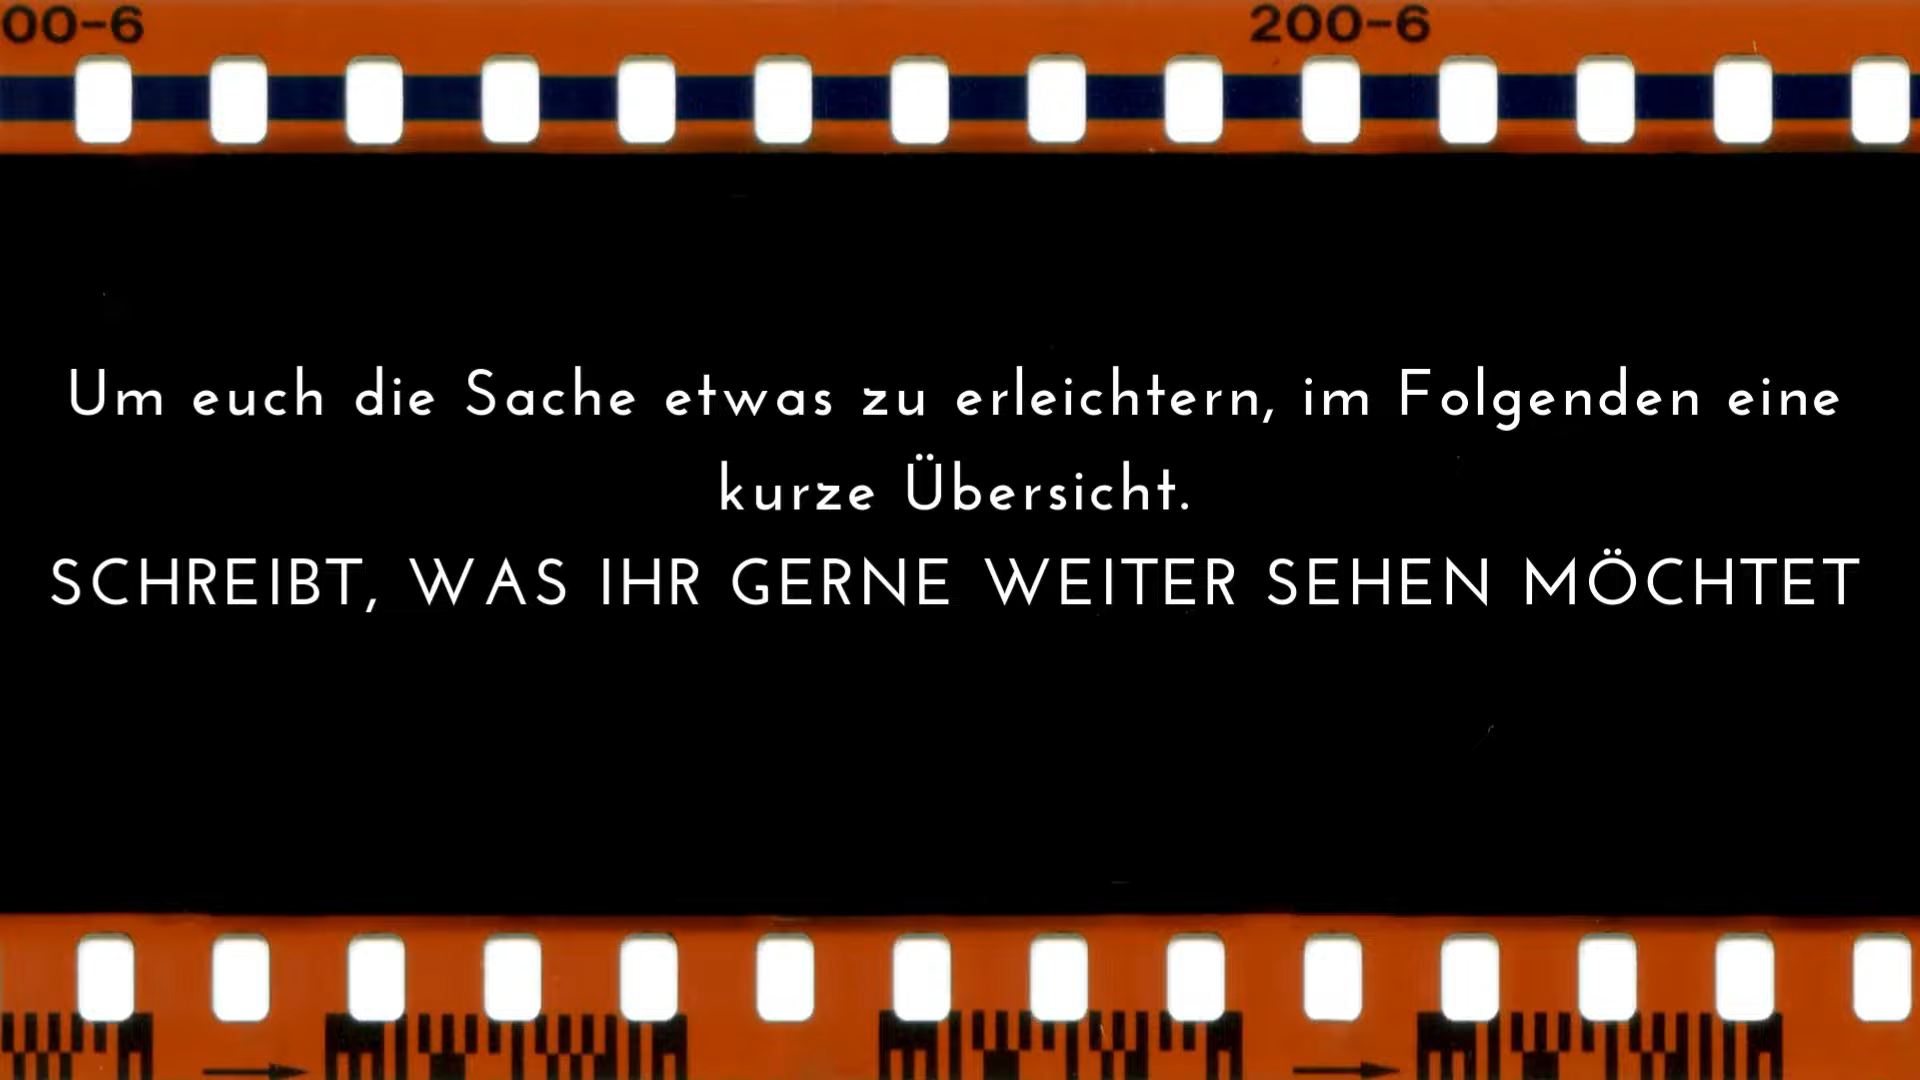 00-6 200-6
Um euch die Sache etwas zu erleichtern, im Folgenden eine
kurze Übersicht.
SCHREIBT, WAS IHR GERNE WEITER SEHEN MÖCHTET